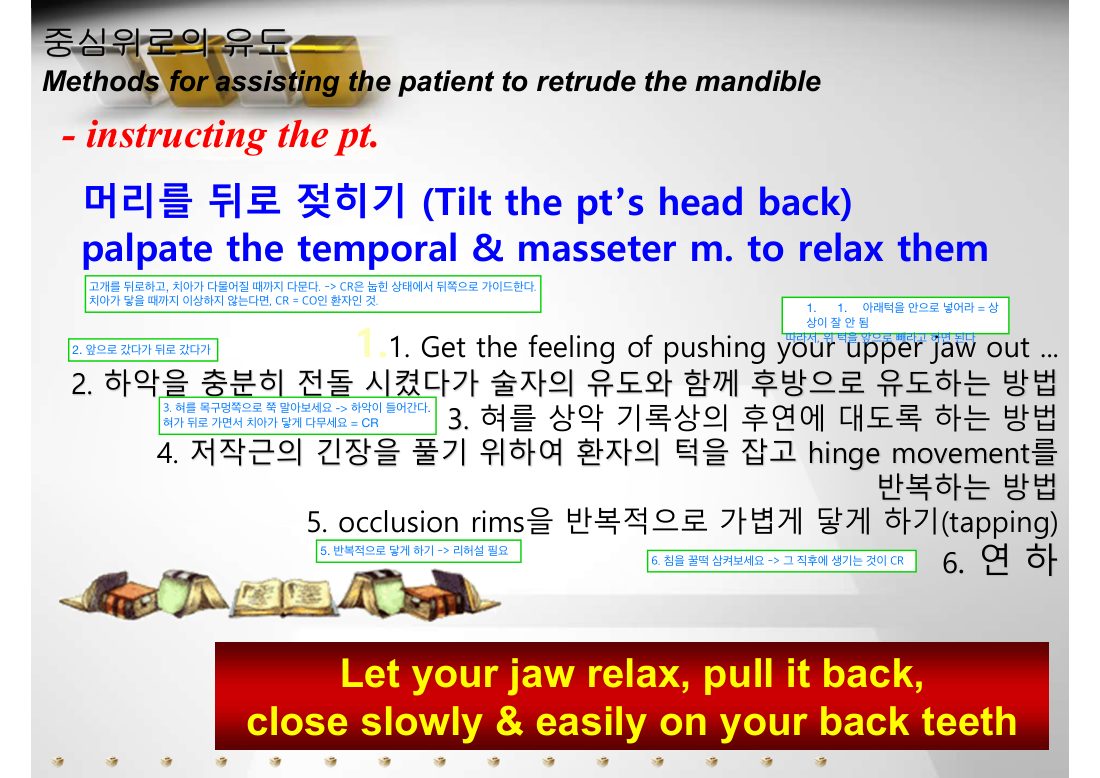 중심위로의 유도
Methods for assisting the patient to retrude the mandible
- instructing the pt.
머리를 뒤로 젖히기 (Tilt the pt's head back)
palpate the temporal & masseter m. to relax them
고개를 뒤로하고, 치아가 다물어질 때까지 다문다. -> CR은 눕힌 상태에서 뒤쪽으로 가이드한다.
치아가 닿을 때까지 이상하지 않는다면, CR = CO인 환자인 것.
1. 1. 아래턱을 안으로 넣어라 = 상
상이 잘 안 됨
따라서, 위 턱을 앞으로 빼라고 하면 된다
2. 앞으로 갔다가 뒤로 갔다가
1.1. Get the feeling of pushing your upper jaw out ...
2. 하악을 충분히 전돌 시켰다가 술자의 유도와 함께 후방으로 유도하는 방법
3. 혀를 목구멍쪽으로 쭉 말아보세요 -> 하악이 들어간다.
혀가 뒤로 가면서 치아가 닿게 다무세요 = CR
3. 혀를 상악 기록상의 후연에 대도록 하는 방법
4. 저작근의 긴장을 풀기 위하여 환자의 턱을 잡고 hinge movement를
반복하는 방법
5. occlusion rims을 반복적으로 가볍게 닿게 하기(tapping)
5. 반복적으로 닿게 하기 -> 리허설 필요
6. 침을 꿀떡 삼켜보세요 -> 그 직후에 생기는 것이 CR
6. 연 하
Let your jaw relax, pull it back,
close slowly & easily on your back teeth